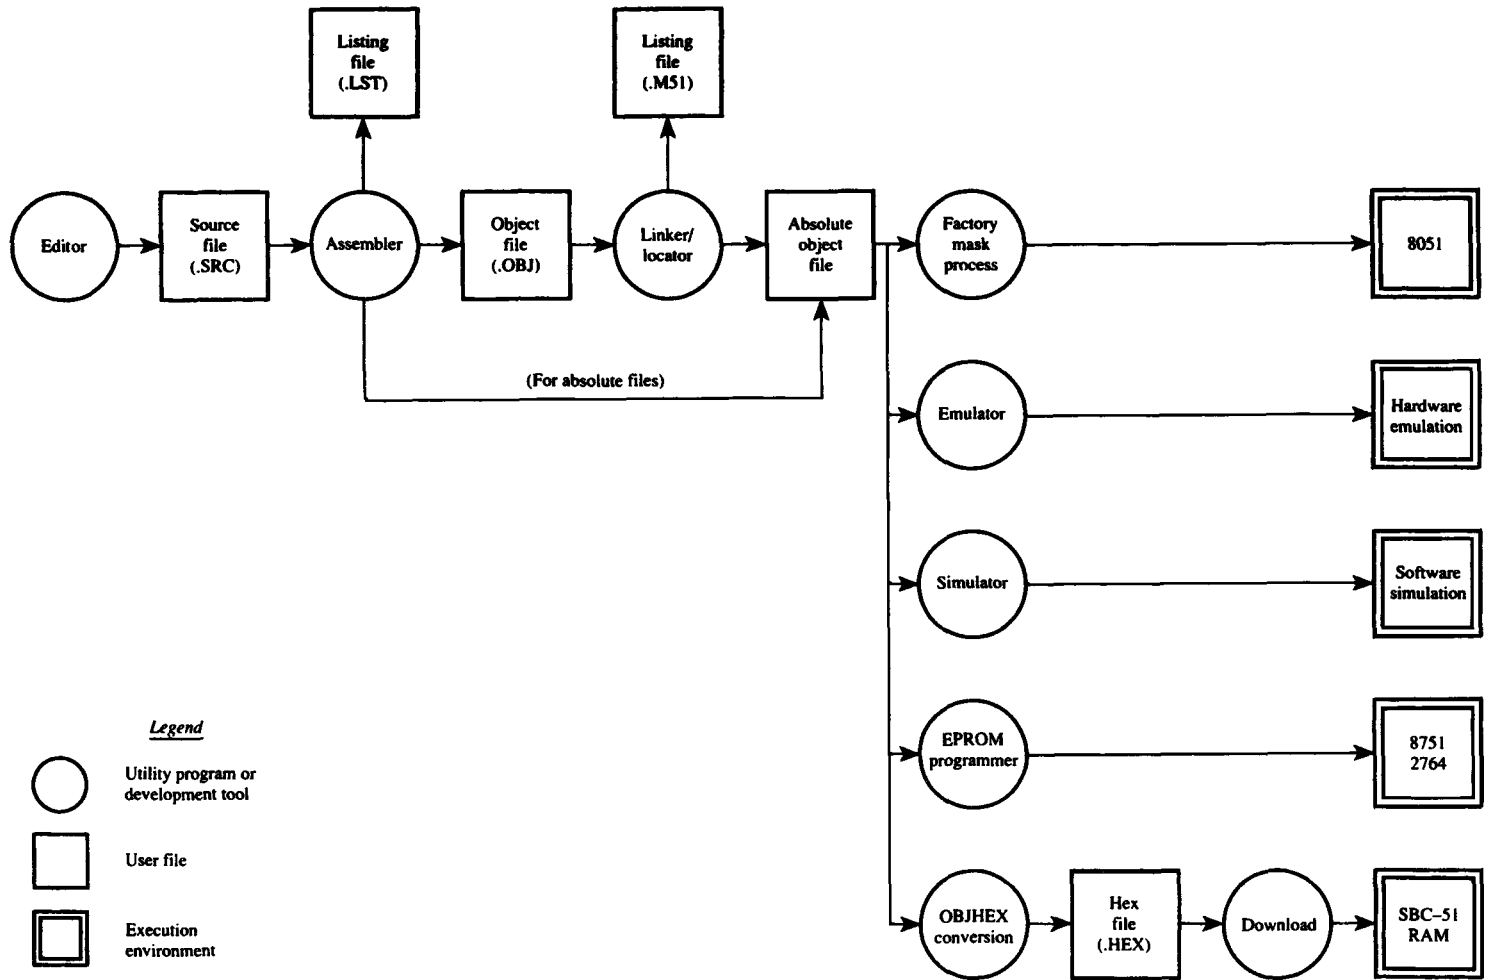 Listing
file
(.LST)
Listing
file
(.M51)
Editor
Source
file
(.SRC)
Assembler
Object
file
(.OBJ)
Linker/
locator
Absolute
object
file
Factory
mask
process
8051
(For absolute files)
Emulator
Hardware
emulation
Simulator
Software
simulation
EPROM
programmer
8751
2764
OBJHEX
conversion
Hex
file
(.HEX)
Download
SBC–51
RAM
Legend
Utility program or
development tool
User file
Execution
environment